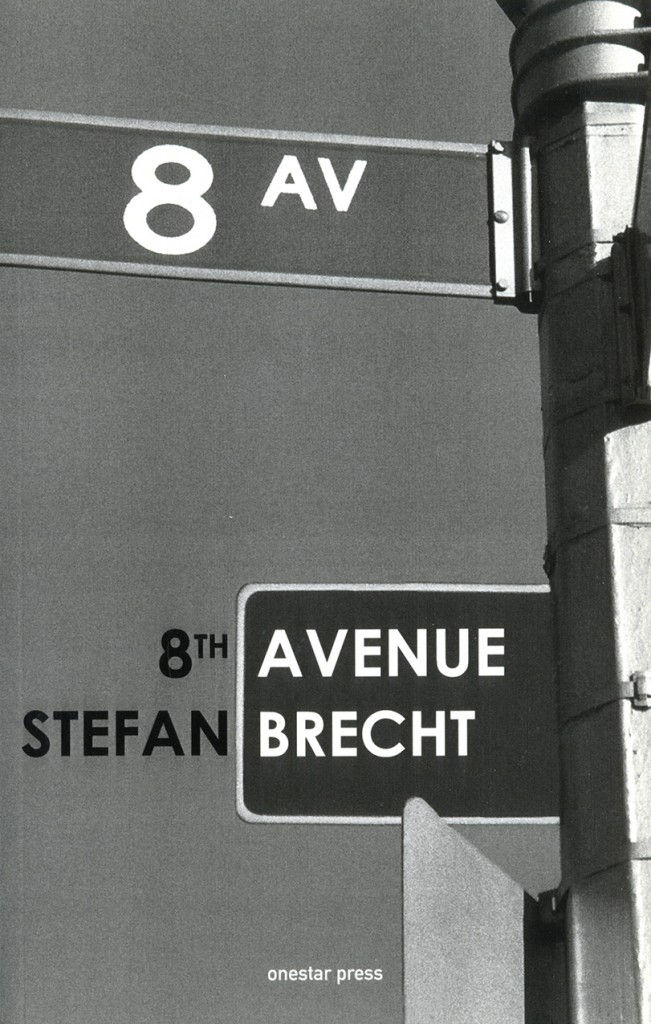 8 AV
8TH AVENUE
STEFAN BRECHT
onestar press